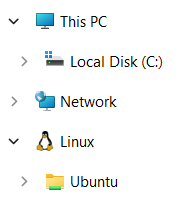 This PC
Local Disk (C:)
Network
Linux
Ubuntu